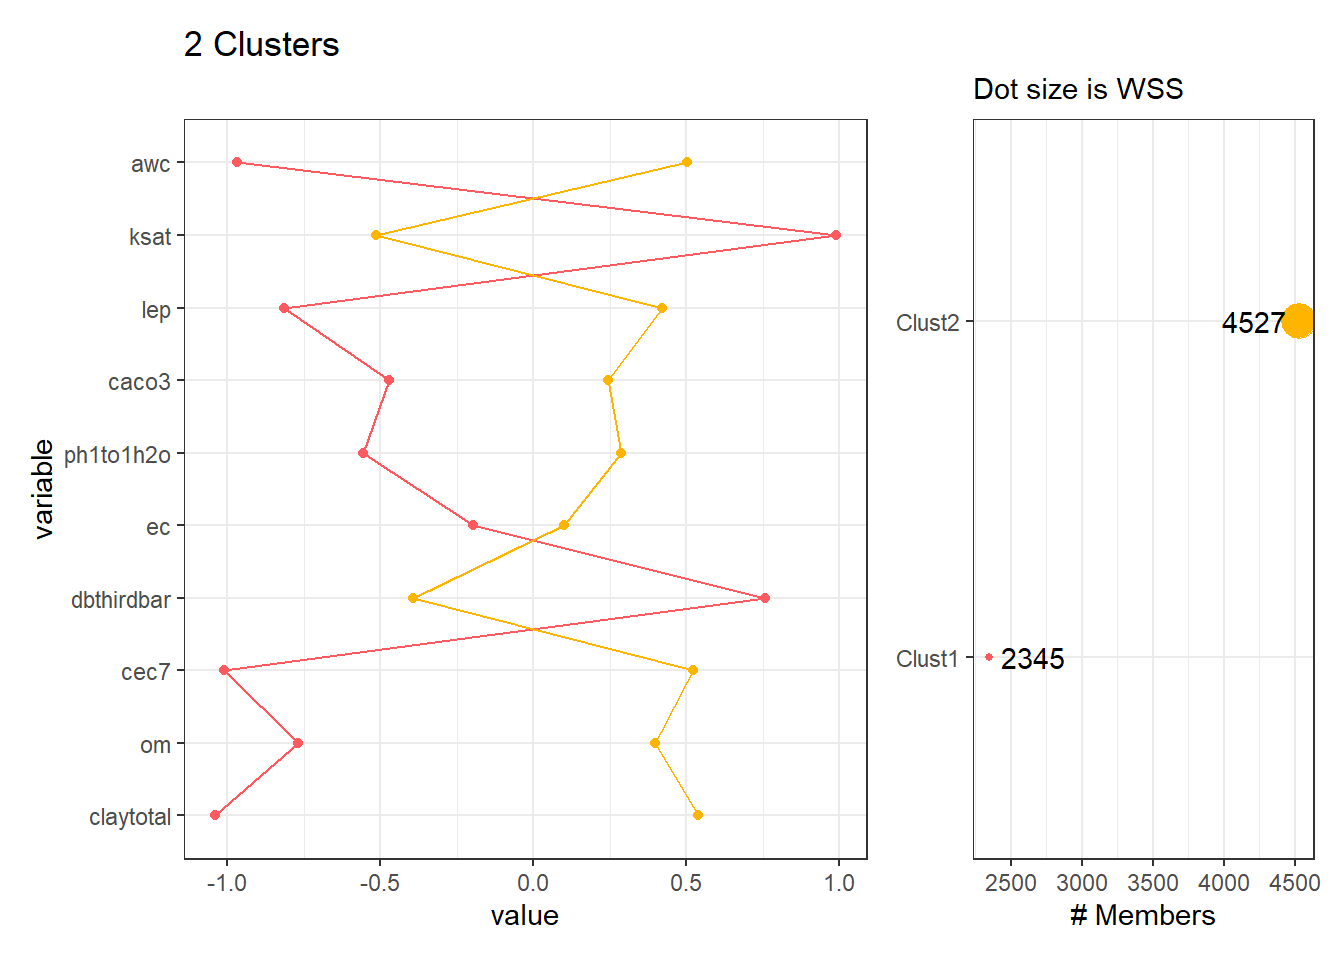 2 Clusters
Dot size is WSS
variable
awc
ksat
lep
caco3
ph1to1h2o
ec
dbthirdbar
cec7
om
claytotal
-1.0 -0.5 0.0 0.5 1.0
value
Clust2
4527
Clust1
2345
2500 3000 3500 4000 4500
# Members